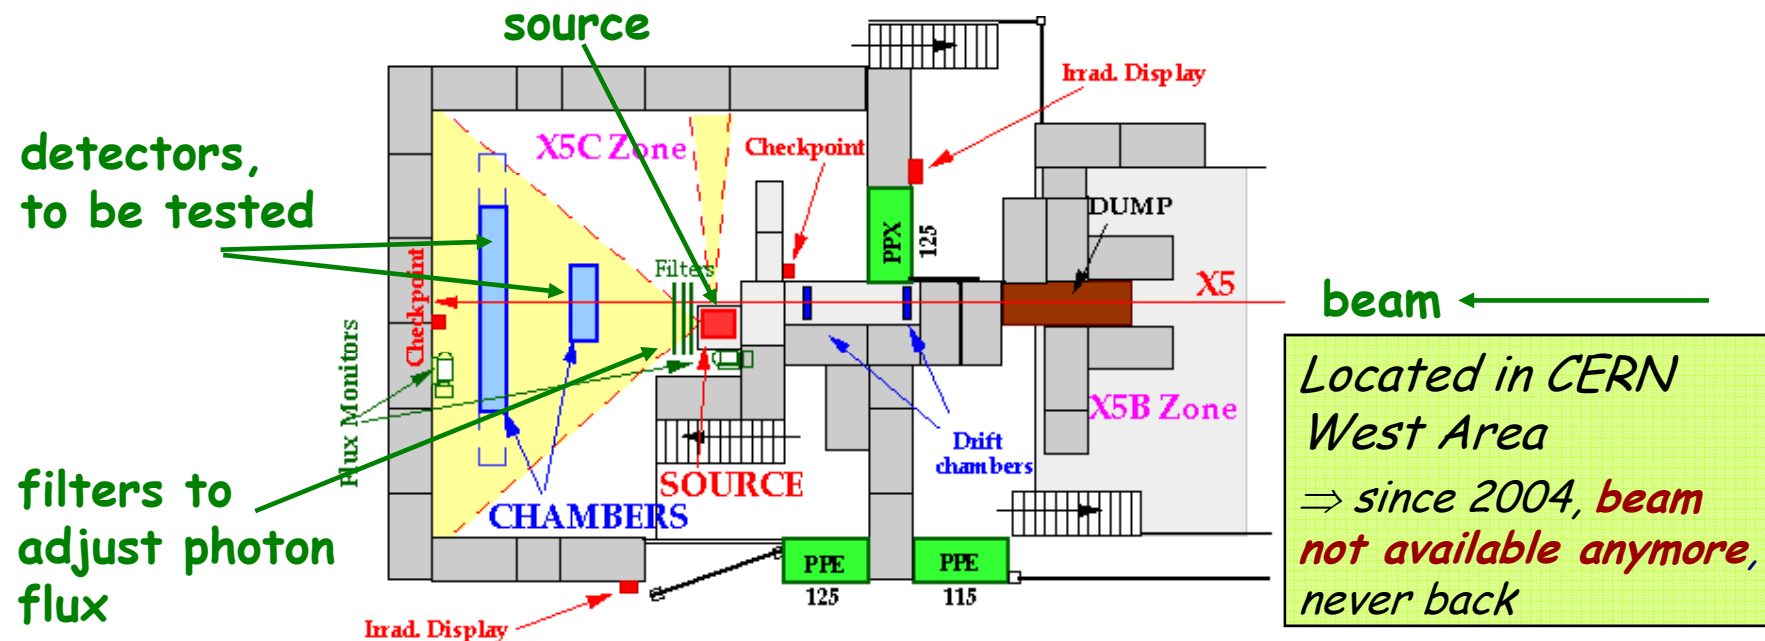 source
Irrad. Display
X5C Zone
Checkpoint
detectors,
to be tested
DUMP
PPX
125
Filters
X5
beam
Checkpoint
Flux Monitors
Located in CERN
West Area
⇒ since 2004, beam
not available anymore,
never back
X5B Zone
Drift
chambers
SOURCE
CHAMBERS
filters to
adjust photon
flux
PPE
125
PPE
115
Irrad. Display